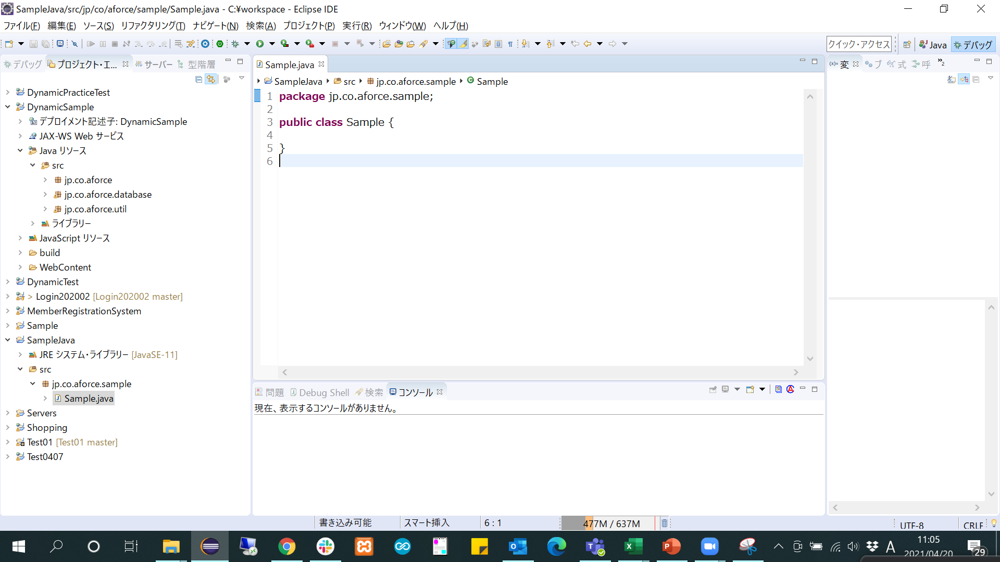 SampleJava/src/jp/co/aforce/sample/Sample.java - C:¥workspace - Eclipse IDE
ファイル(F) 編集(E) ソース(S) リファクタリング(T) ナビゲート(N) 検索(A) プロジェクト(P) 実行(R) ウィンドウ(W) ヘルプ(H)
クイック・アクセス Java デバッグ
デバッグ プロジェクト・エ... サーバー 型階層
Sample.java
変 ブ 式 呼 2
SampleJava src jp.co.aforce.sample Sample
DynamicPracticeTest
DynamicSample
デプロイメント記述子: DynamicSample
JAX-WS Web サービス
Java リソース
src
jp.co.aforce
jp.co.aforce.database
jp.co.aforce.util
ライブラリー
JavaScript リソース
build
WebContent
DynamicTest
> Login202002 [Login202002 master]
MemberRegistrationSystem
Sample
SampleJava
JRE システム・ライブラリー [JavaSE-11]
src
jp.co.aforce.sample
Sample.java
Servers
Shopping
Test01 [Test01 master]
Test0407
1 package jp.co.aforce.sample;
2
3 public class Sample {
4
5 }
6
問題 Debug Shell 検索 コンソール
現在、表示するコンソールがありません。
書き込み可能 スマート挿入 6 : 1 477M / 637M UTF-8 CRLF
A 11:05
2021/04/20
29